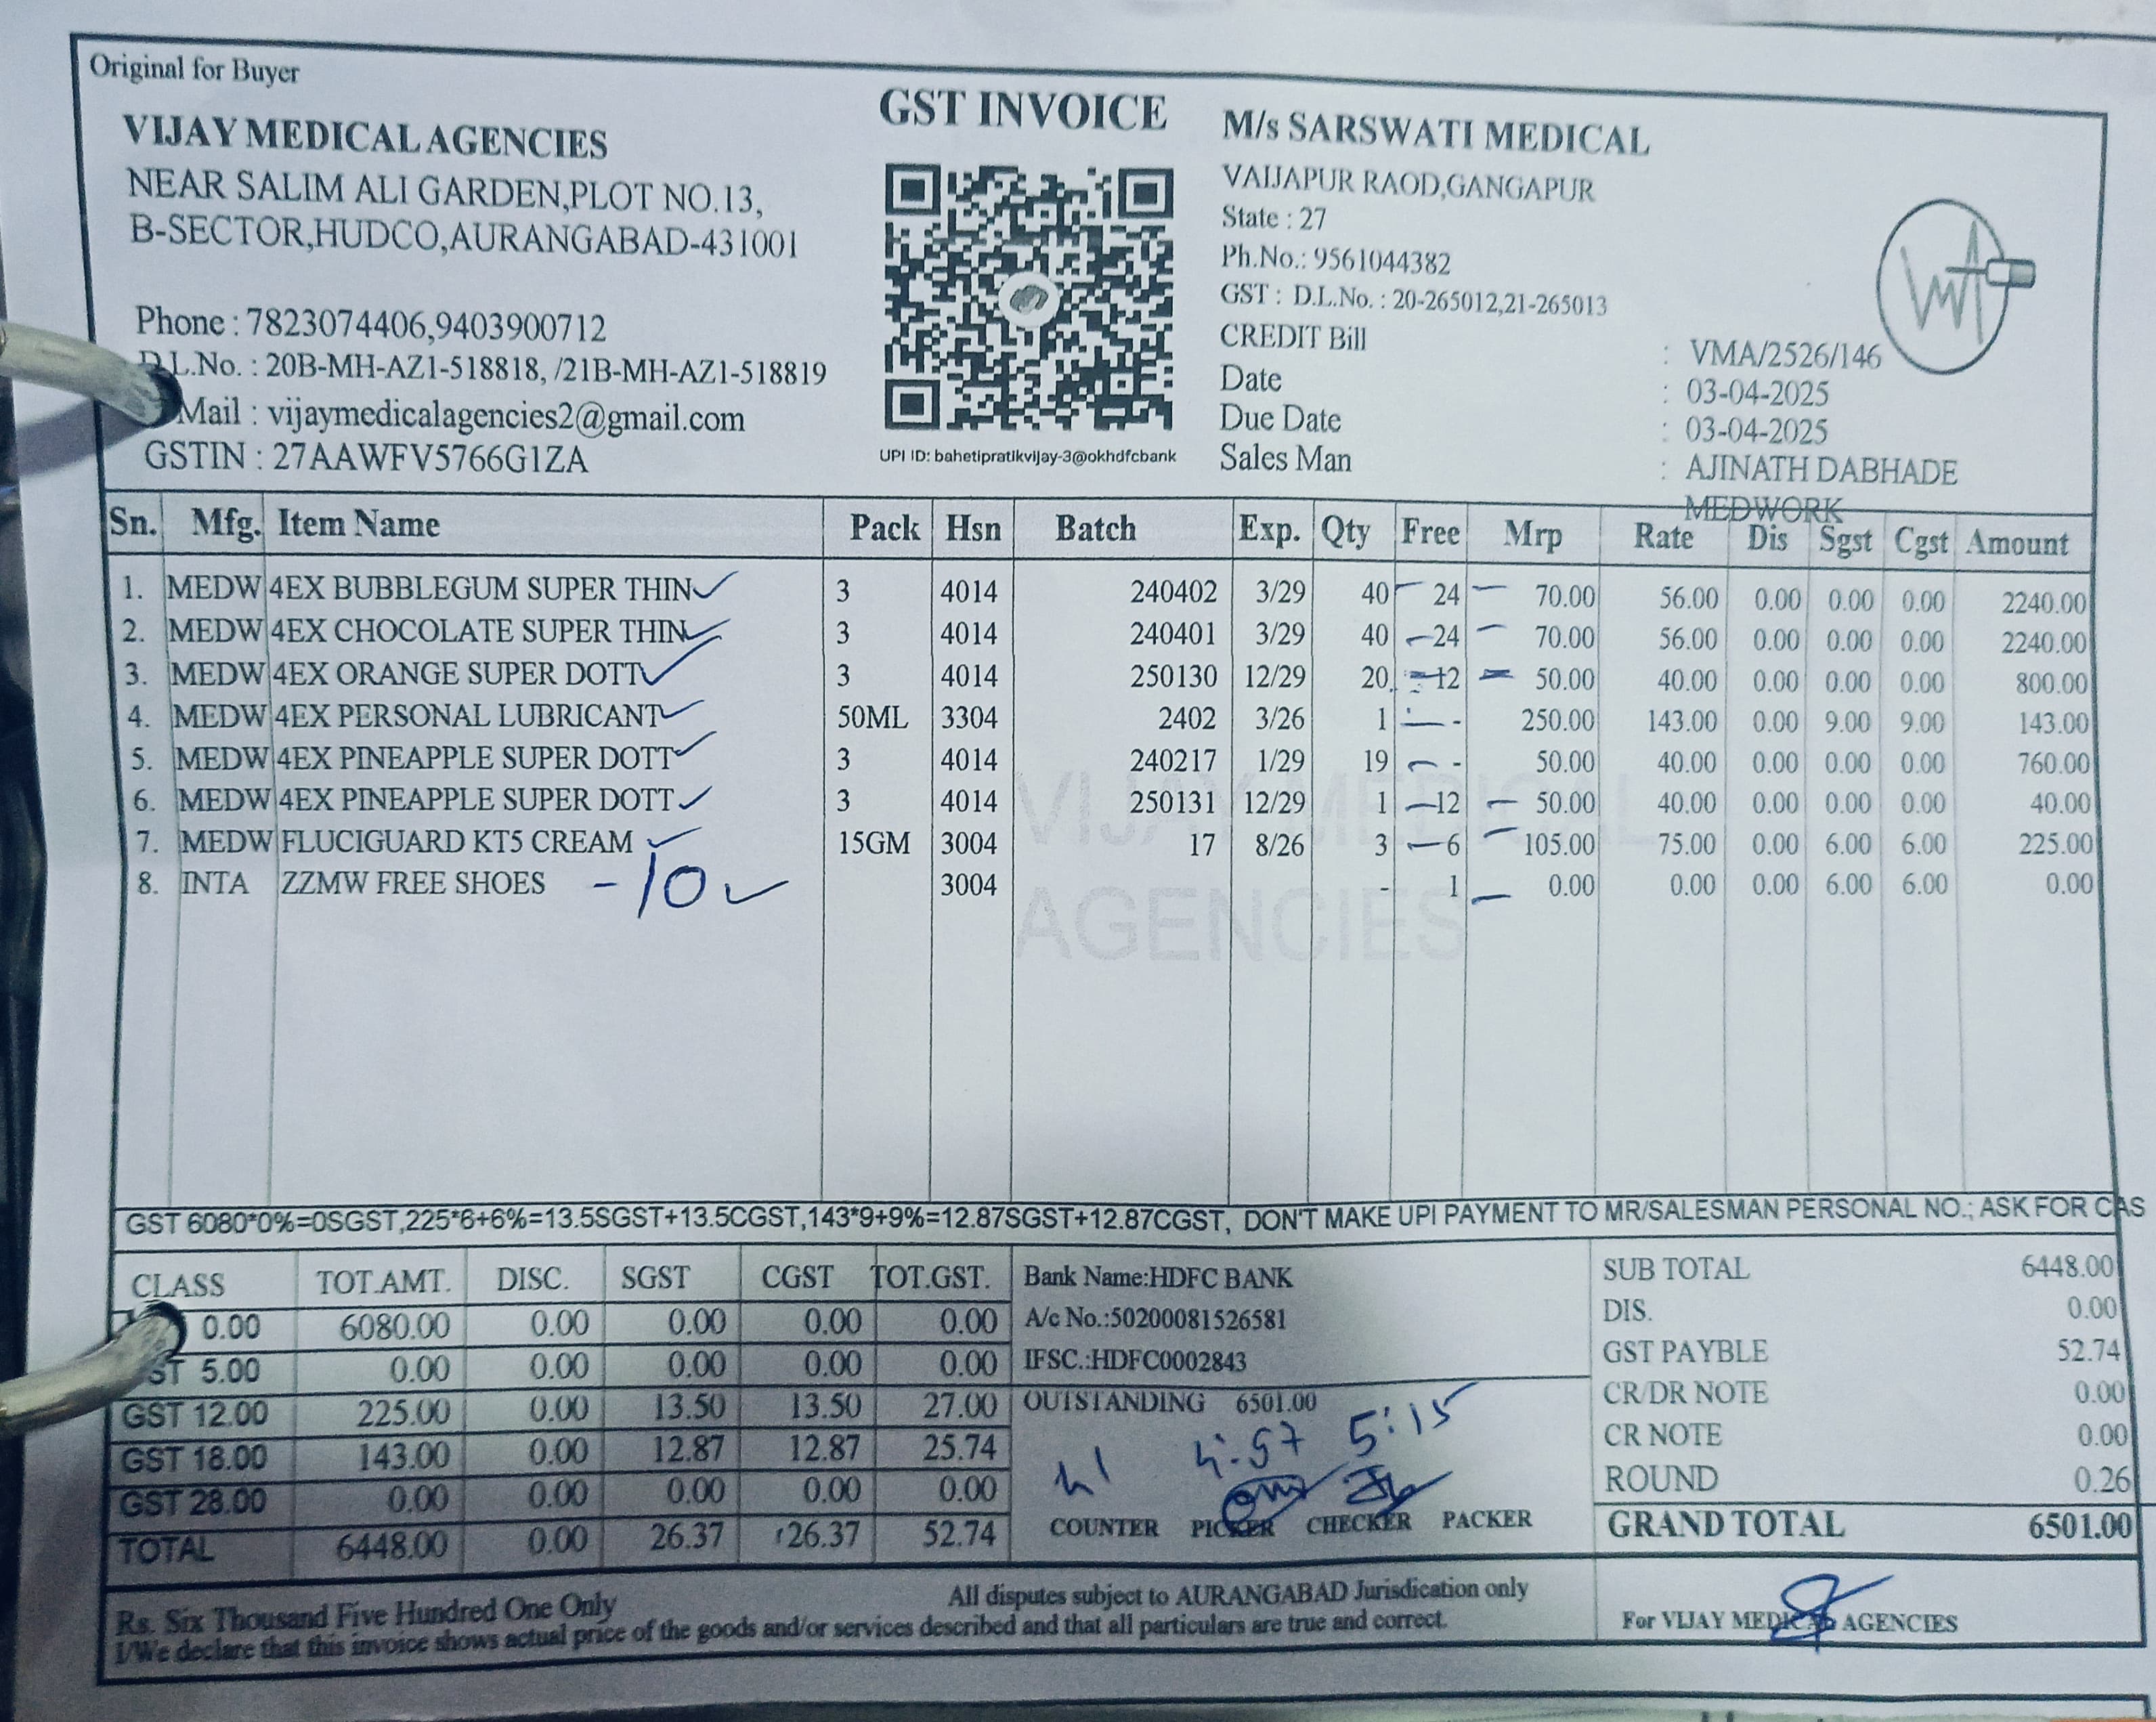 Original for Buyer
VIJAY MEDICAL AGENCIES
NEAR SALIM ALI GARDEN,PLOT NO.13,
B-SECTOR,HUDCO,AURANGABAD-431001
Phone : 7823074406,9403900712
D.L.No. : 20B-MH-AZ1-518818, /21B-MH-AZ1-518819
Mail : vijaymedicalagencies2@gmail.com
GSTIN : 27AAWFV5766G1ZA
GST INVOICE
UPI ID: bahetipratikvijay-3@okhdfcbank
M/s SARSWATI MEDICAL
VAIJAPUR RAOD,GANGAPUR
State : 27
Ph.No.: 9561044382
GST : D.L.No. : 20-265012,21-265013
CREDIT Bill : VMA/2526/146
Date : 03-04-2025
Due Date : 03-04-2025
Sales Man : AJINATH DABHADE
MEDWORK
Sn. Mfg. Item Name Pack Hsn Batch Exp. Qty Free Mrp Rate Dis Sgst Cgst Amount
1. MEDW 4EX BUBBLEGUM SUPER THIN 3 4014 240402 3/29 40 24 70.00 56.00 0.00 0.00 0.00 2240.00
2. MEDW 4EX CHOCOLATE SUPER THIN 3 4014 240401 3/29 40 24 70.00 56.00 0.00 0.00 0.00 2240.00
3. MEDW 4EX ORANGE SUPER DOTT 3 4014 250130 12/29 20 12 50.00 40.00 0.00 0.00 0.00 800.00
4. MEDW 4EX PERSONAL LUBRICANT 50ML 3304 2402 3/26 1 - 250.00 143.00 0.00 9.00 9.00 143.00
5. MEDW 4EX PINEAPPLE SUPER DOTT 3 4014 240217 1/29 19 - 50.00 40.00 0.00 0.00 0.00 760.00
6. MEDW 4EX PINEAPPLE SUPER DOTT 3 4014 250131 12/29 1 12 50.00 40.00 0.00 0.00 0.00 40.00
7. MEDW FLUCIGUARD KT5 CREAM 15GM 3004 17 8/26 3 6 105.00 75.00 0.00 6.00 6.00 225.00
8. INTA ZZMW FREE SHOES -10 3004 - 1 0.00 0.00 0.00 6.00 6.00 0.00
VIJAY MEDICAL
AGENCIES
GST 6080*0%=0SGST,225*6+6%=13.5SGST+13.5CGST,143*9+9%=12.87SGST+12.87CGST, DON'T MAKE UPI PAYMENT TO MR/SALESMAN PERSONAL NO.; ASK FOR CAS
CLASS TOT.AMT. DISC. SGST CGST TOT.GST.
0.00 6080.00 0.00 0.00 0.00 0.00
ST 5.00 0.00 0.00 0.00 0.00 0.00
GST 12.00 225.00 0.00 13.50 13.50 27.00
GST 18.00 143.00 0.00 12.87 12.87 25.74
GST 28.00 0.00 0.00 0.00 0.00 0.00
TOTAL 6448.00 0.00 26.37 26.37 52.74
Bank Name:HDFC BANK
A/c No.:50200081526581
IFSC.:HDFC0002843
OUTSTANDING 6501.00
4:57 5:15
COUNTER PICKER CHECKER PACKER
SUB TOTAL 6448.00
DIS. 0.00
GST PAYBLE 52.74
CR/DR NOTE 0.00
CR NOTE 0.00
ROUND 0.26
GRAND TOTAL 6501.00
Rs. Six Thousand Five Hundred One Only
All disputes subject to AURANGABAD Jurisdication only
I/We declare that this invoice shows actual price of the goods and/or services described and that all particulars are true and correct.
For VIJAY MEDICAL AGENCIES